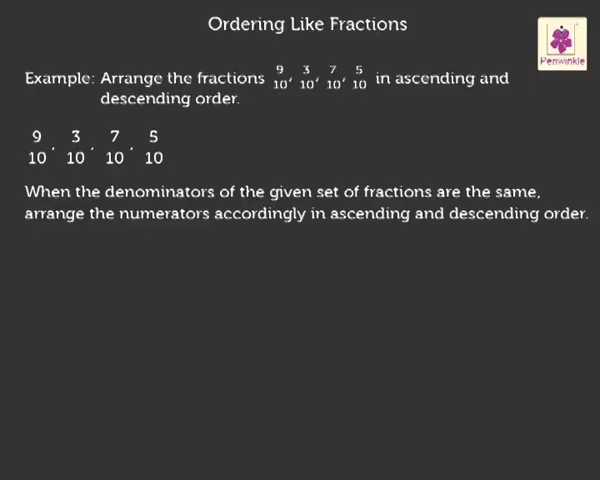 Ordering Like Fractions
Periwinkle
Example: Arrange the fractions 9/10, 3/10, 7/10, 5/10 in ascending and
descending order.
9/10, 3/10, 7/10, 5/10
When the denominators of the given set of fractions are the same,
arrange the numerators accordingly in ascending and descending order.